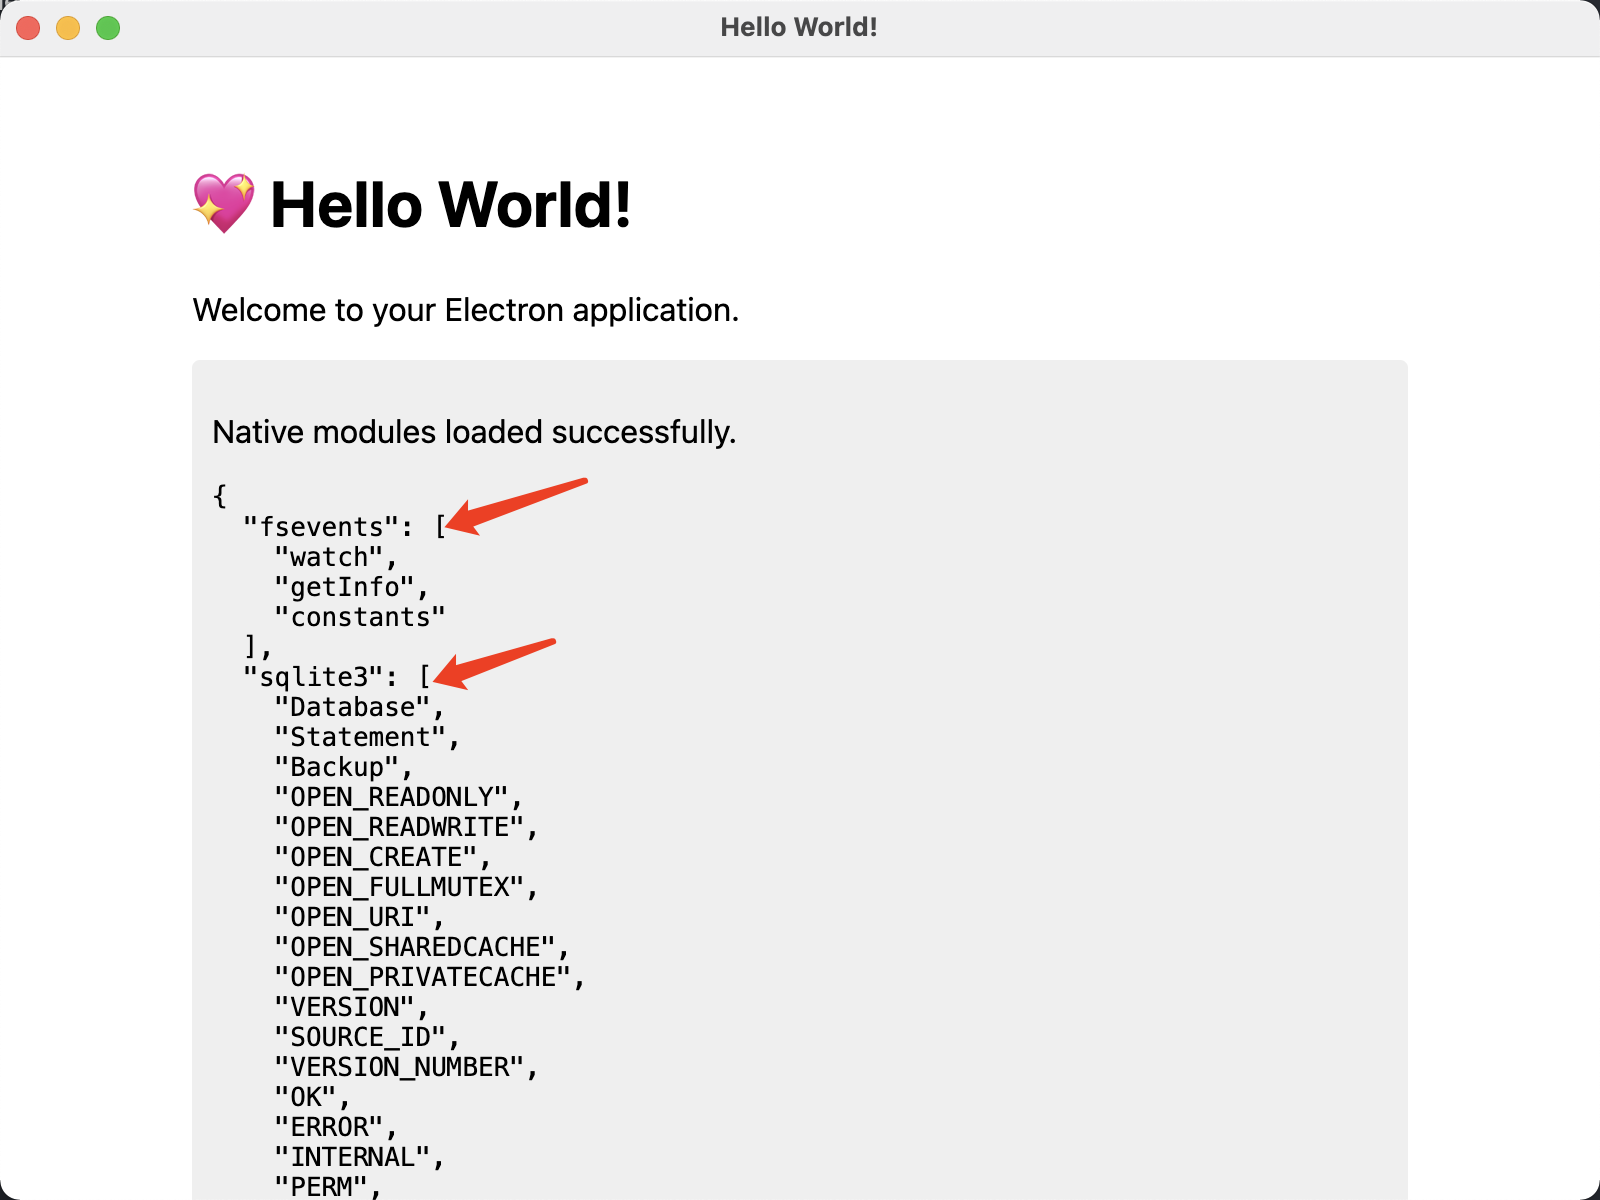 Hello World!
💖 Hello World!
Welcome to your Electron application.
Native modules loaded successfully.
{
  "fsevents": [
    "watch",
    "getInfo",
    "constants"
  ],
  "sqlite3": [
    "Database",
    "Statement",
    "Backup",
    "OPEN_READONLY",
    "OPEN_READWRITE",
    "OPEN_CREATE",
    "OPEN_FULLMUTEX",
    "OPEN_URI",
    "OPEN_SHAREDCACHE",
    "OPEN_PRIVATECACHE",
    "VERSION",
    "SOURCE_ID",
    "VERSION_NUMBER",
    "OK",
    "ERROR",
    "INTERNAL",
    "PERM",